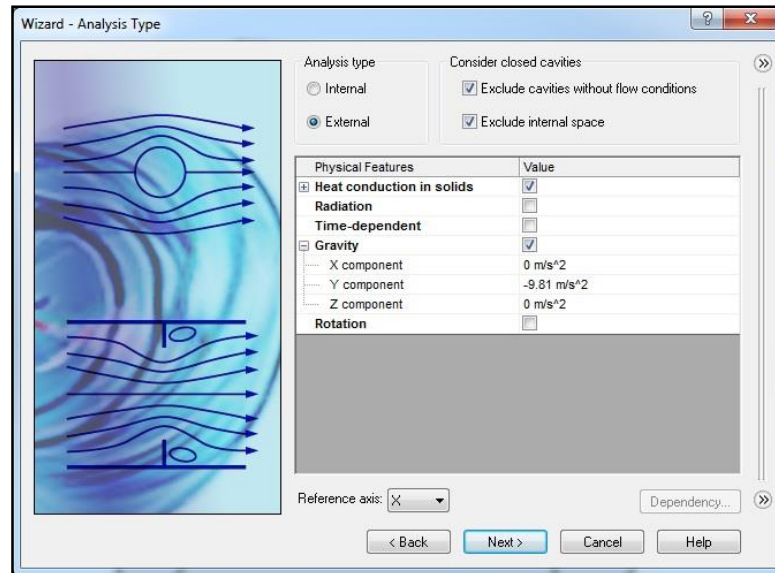 Wizard - Analysis Type
Analysis type
Internal
External
Consider closed cavities
Exclude cavities without flow conditions
Exclude internal space
Physical Features Value
Heat conduction in solids
Radiation
Time-dependent
Gravity
X component 0 m/s^2
Y component -9.81 m/s^2
Z component 0 m/s^2
Rotation
Reference axis: X
Dependency...
< Back Next > Cancel Help